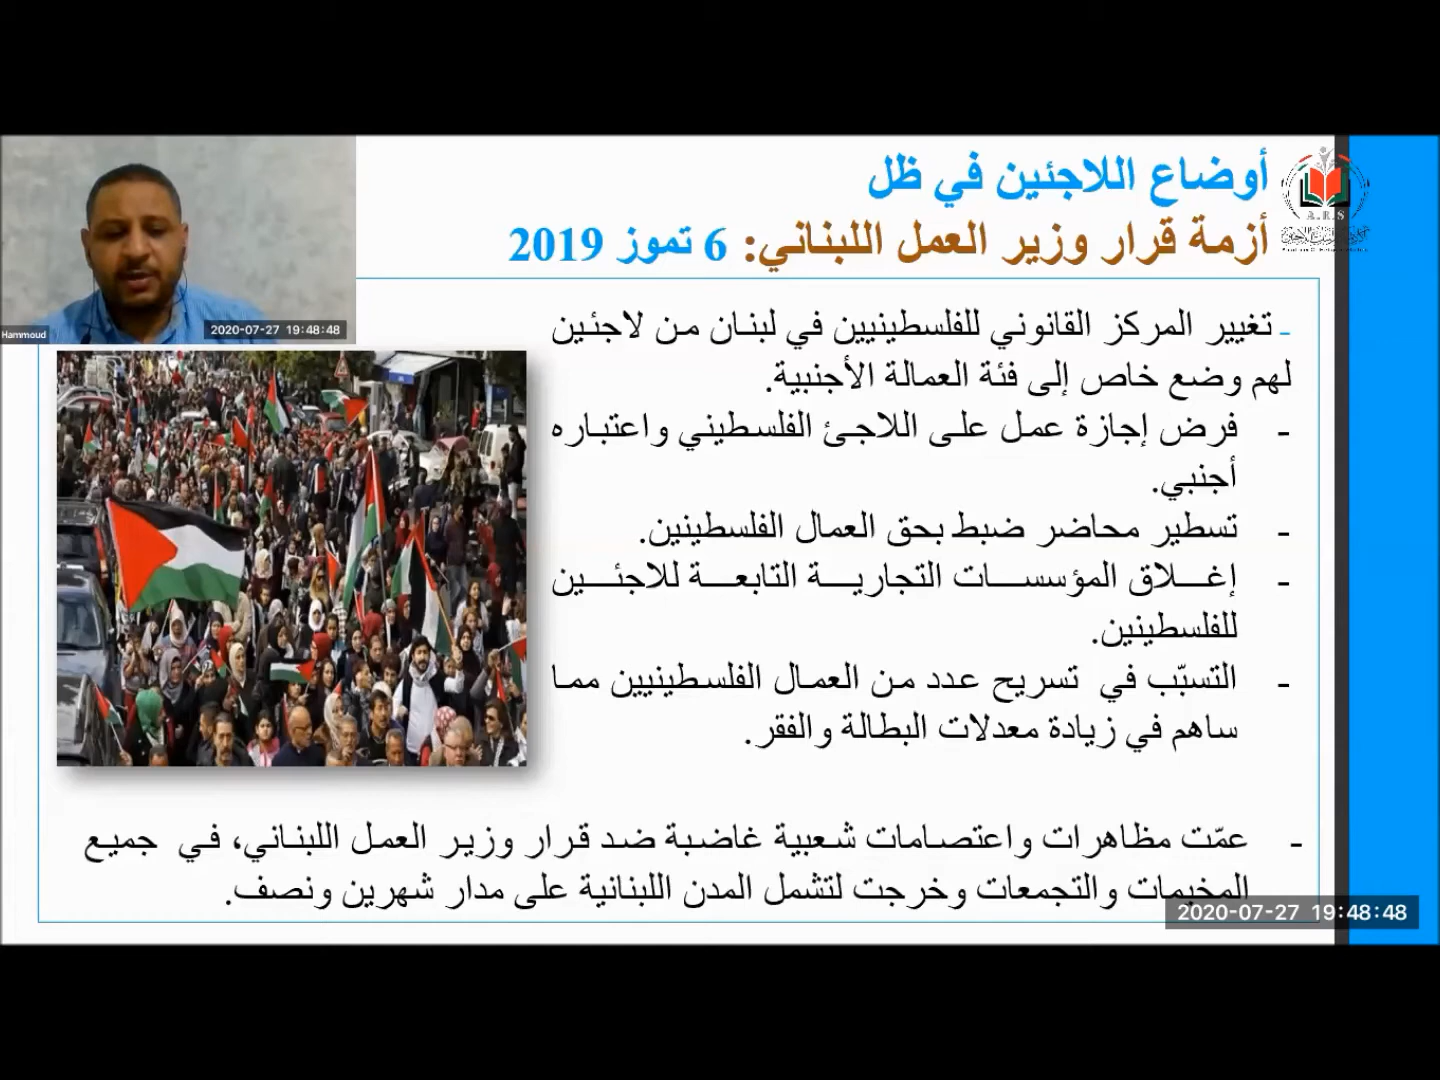 أوضاع اللاجئين في ظل
أزمة قرار وزير العمل اللبناني: 6 تموز 2019
A.R.S
Hammoud
2020-07-27 19:48:48
- تغيير المركز القانوني للفلسطينيين في لبنان من لاجئين
لهم وضع خاص إلى فئة العمالة الأجنبية.
- فرض إجازة عمل على اللاجئ الفلسطيني واعتباره
أجنبي.
- تسطير محاضر ضبط بحق العمال الفلسطينين.
- إغلاق المؤسسات التجارية التابعة للاجئين
للفلسطينين.
- التسبّب في تسريح عدد من العمال الفلسطينيين مما
ساهم في زيادة معدلات البطالة والفقر.
- عمّت مظاهرات واعتصامات شعبية غاضبة ضد قرار وزير العمل اللبناني، في جميع
المخيمات والتجمعات وخرجت لتشمل المدن اللبنانية على مدار شهرين ونصف.
2020-07-27 19:48:48